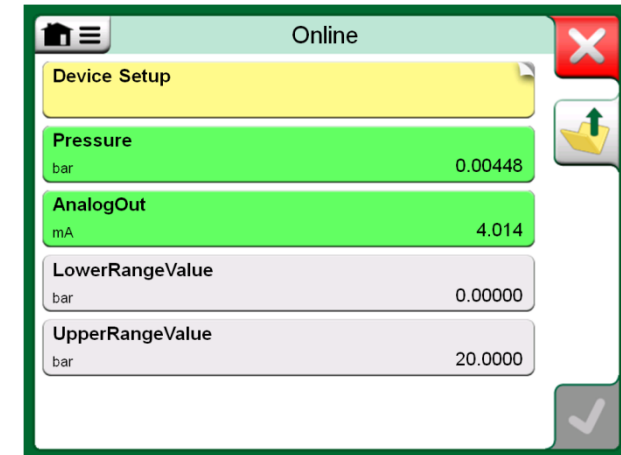 Online
Device Setup
Pressure
bar 0.00448
AnalogOut
mA 4.014
LowerRangeValue
bar 0.00000
UpperRangeValue
bar 20.0000